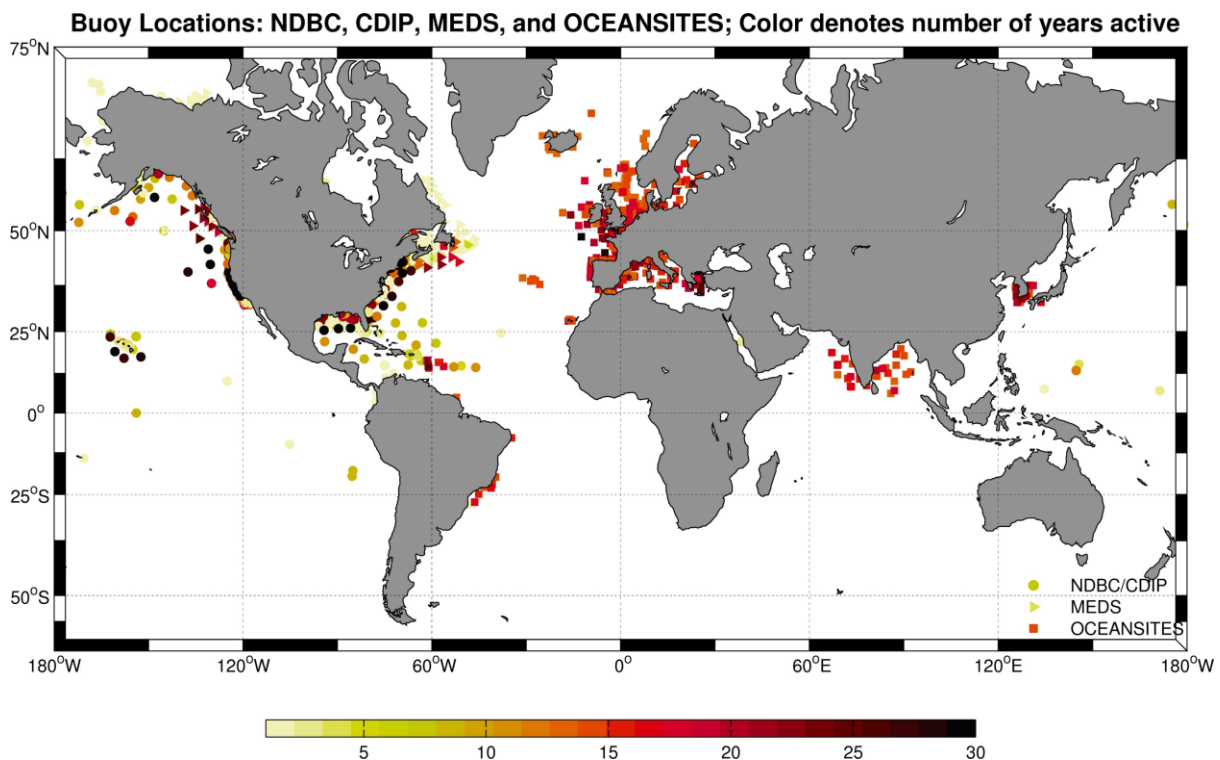 Buoy Locations: NDBC, CDIP, MEDS, and OCEANSITES; Color denotes number of years active
75°N
50°N
25°N
0°
25°S
50°S
NDBC/CDIP
MEDS
OCEANSITES
180°W 120°W 60°W 0° 60°E 120°E 180°W
5 10 15 20 25 30